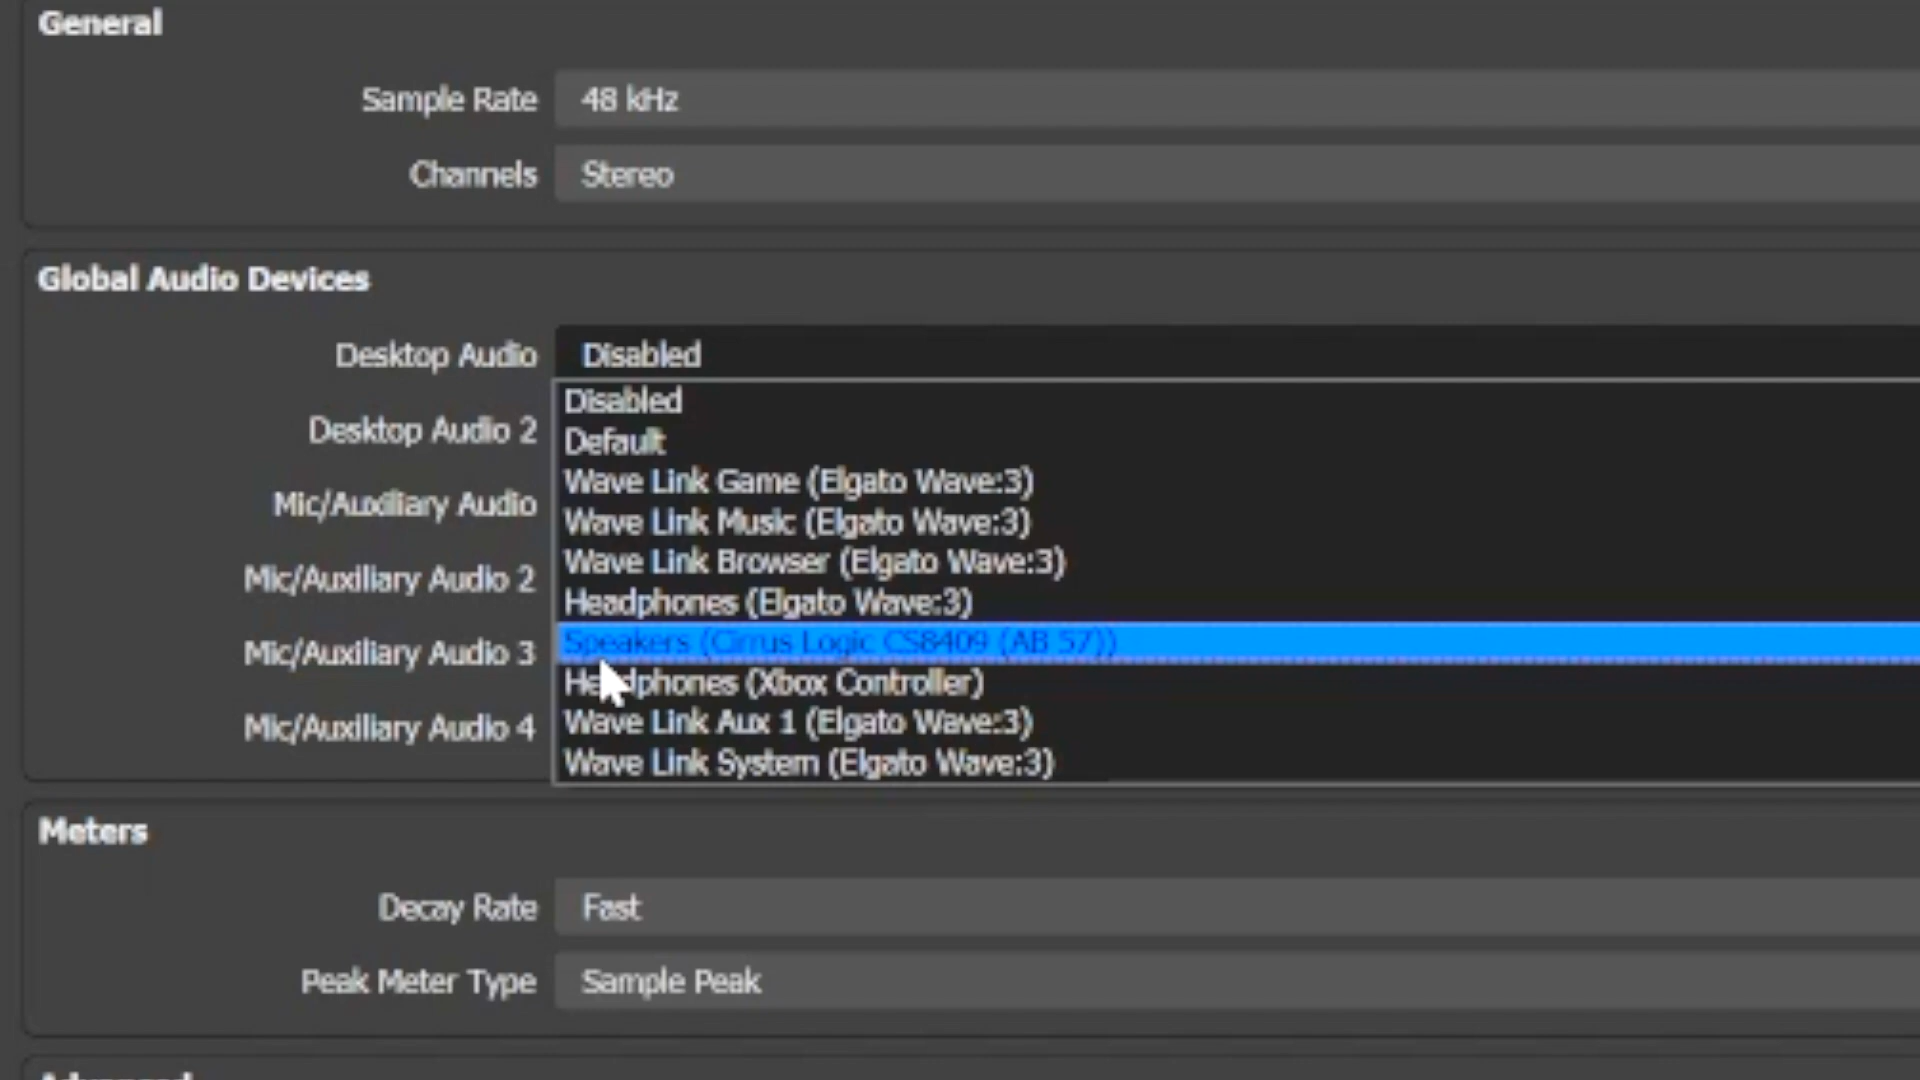 General
Sample Rate 48 kHz
Channels Stereo
Global Audio Devices
Desktop Audio Disabled
Disabled
Desktop Audio 2
Default
Wave Link Game (Elgato Wave:3)
Mic/Auxiliary Audio
Wave Link Music (Elgato Wave:3)
Wave Link Browser (Elgato Wave:3)
Mic/Auxiliary Audio 2
Headphones (Elgato Wave:3)
Mic/Auxiliary Audio 3
Speakers (Cirrus Logic CS8409 (AB 57))
Headphones (Xbox Controller)
Mic/Auxiliary Audio 4
Wave Link Aux 1 (Elgato Wave:3)
Wave Link System (Elgato Wave:3)
Meters
Decay Rate Fast
Peak Meter Type Sample Peak
Advanced